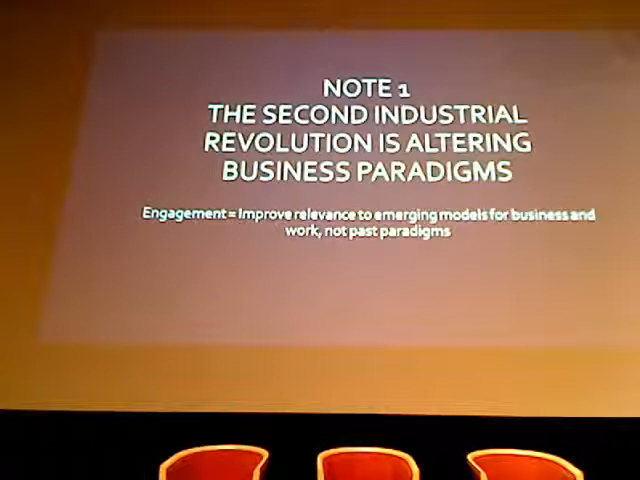 NOTE 1
THE SECOND INDUSTRIAL
REVOLUTION IS ALTERING
BUSINESS PARADIGMS
Engagement = Improve relevance to emerging models for business and
work, not past paradigms